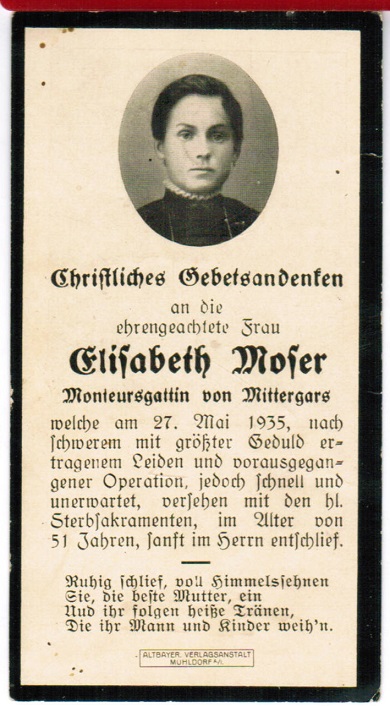 Christliches Gebetsandenken
an die
ehrengeachtete Frau
Elisabeth Moser
Monteursgattin von Mittergars
welche am 27. Mai 1935, nach
schwerem mit größter Geduld er=
tragenem Leiden und vorausgegan=
gener Operation, jedoch schnell und
unerwartet, versehen mit den hl.
Sterbsakramenten, im Alter von
51 Jahren, sanft im Herrn entschlief.
Ruhig schlief, voll Himmelssehnen
Sie, die beste Mutter, ein
Und ihr folgen heiße Tränen,
Die ihr Mann und Kinder weih'n.
ALTBAYER. VERLAGSANSTALT
MÜHLDORF a/I.